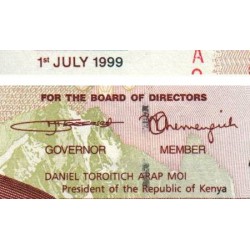 1st JULY 1999
A
FOR THE BOARD OF DIRECTORS
GOVERNOR MEMBER
DANIEL TOROITICH ARAP MOI
President of the Republic of Kenya